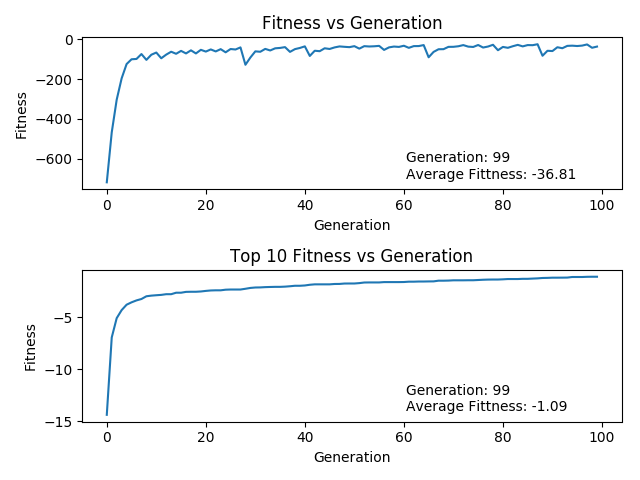 Fitness vs Generation
0
−200
−400
−600
Fitness
Generation: 99
Average Fittness: -36.81
0 20 40 60 80 100
Generation
Top 10 Fitness vs Generation
−5
−10
−15
Fitness
Generation: 99
Average Fittness: -1.09
0 20 40 60 80 100
Generation